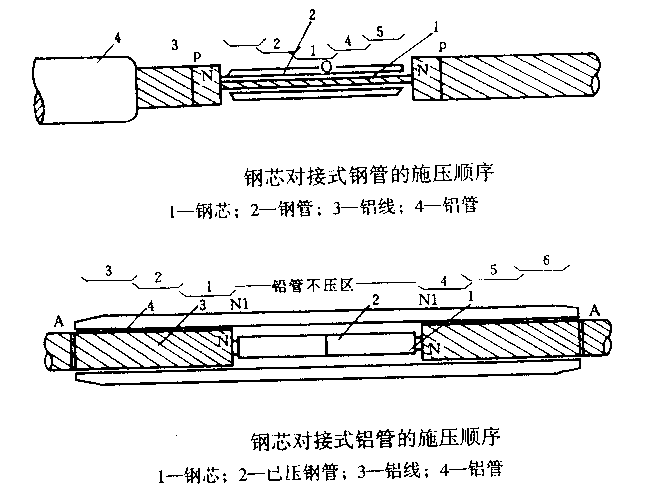 4 3 P N 2 1 4 5 2 1 O N P
钢芯对接式钢管的施压顺序
1—钢芯；2—钢管；3—铝线；4—铝管
3 2 1 铅管不压区 4 5 6
A 4 3 N1 2 N1 1 A
N N
钢芯对接式铝管的施压顺序
1—钢芯；2—已压钢管；3—铝线；4—铝管